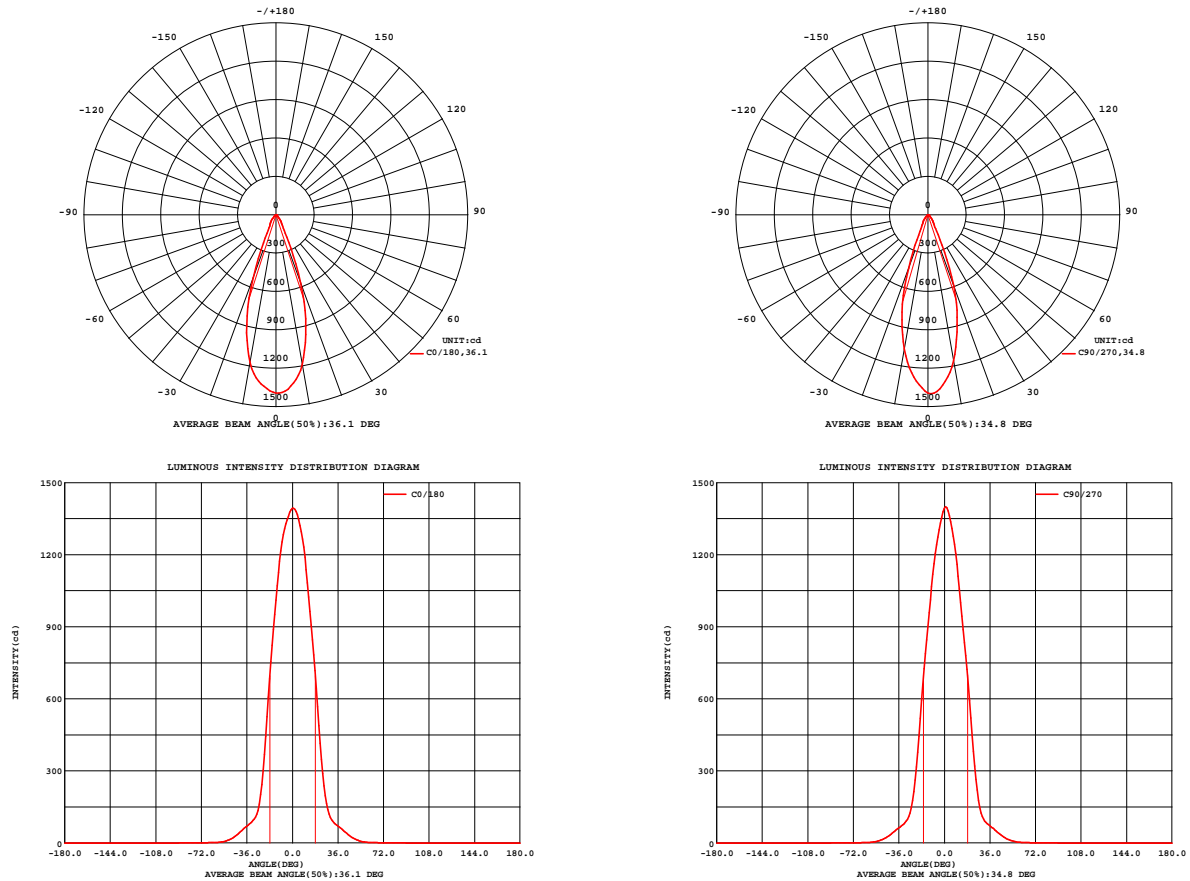 -/+180
-150 150
-120 120
-90 90
-60 60
-30 30
0
300
600
900
1200
1500
0
UNIT:cd
C0/180,36.1
AVERAGE BEAM ANGLE(50%):36.1 DEG
-/+180
-150 150
-120 120
-90 90
-60 60
-30 30
0
300
600
900
1200
1500
0
UNIT:cd
C90/270,34.8
AVERAGE BEAM ANGLE(50%):34.8 DEG
LUMINOUS INTENSITY DISTRIBUTION DIAGRAM
C0/180
INTENSITY(cd)
1500
1200
900
600
300
0
-180.0 -144.0 -108.0 -72.0 -36.0 0.0 36.0 72.0 108.0 144.0 180.0
ANGLE(DEG)
AVERAGE BEAM ANGLE(50%):36.1 DEG
LUMINOUS INTENSITY DISTRIBUTION DIAGRAM
C90/270
INTENSITY(cd)
1500
1200
900
600
300
0
-180.0 -144.0 -108.0 -72.0 -36.0 0.0 36.0 72.0 108.0 144.0 180.0
ANGLE(DEG)
AVERAGE BEAM ANGLE(50%):34.8 DEG